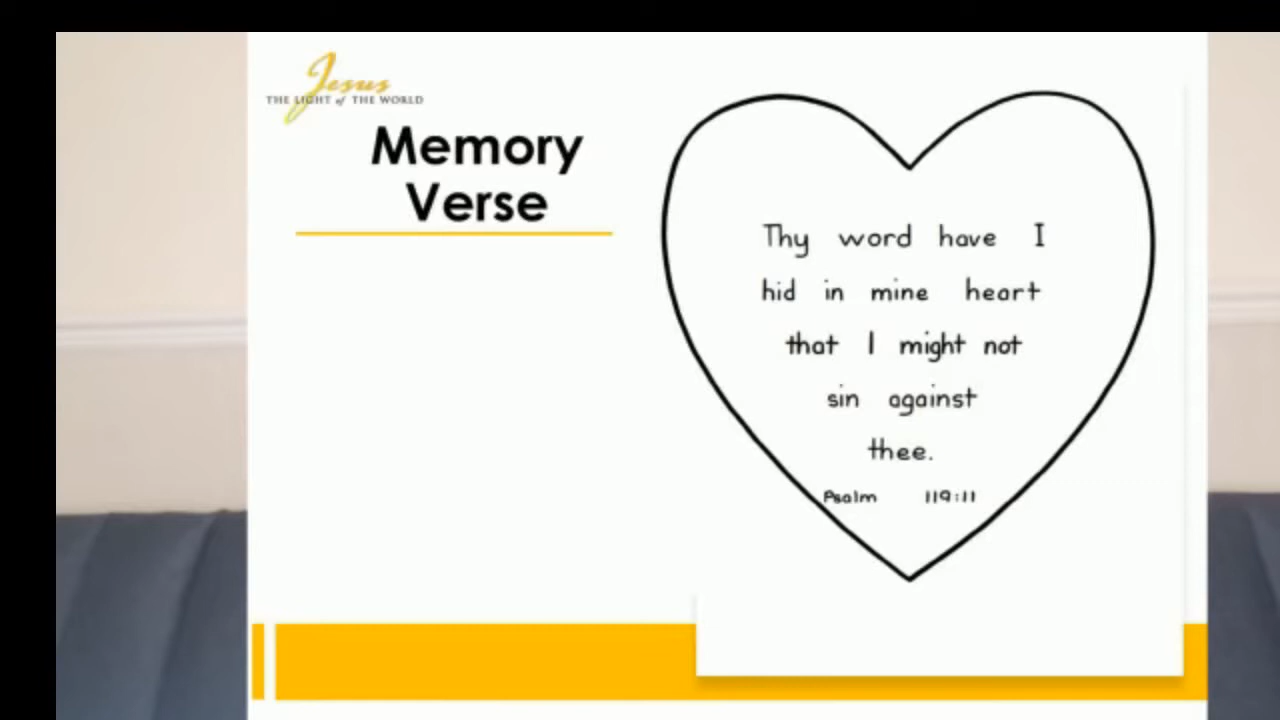 Jesus
THE LIGHT of THE WORLD
Memory
Verse
Thy word have I
hid in mine heart
that I might not
sin against
thee.
Psalm 119:11